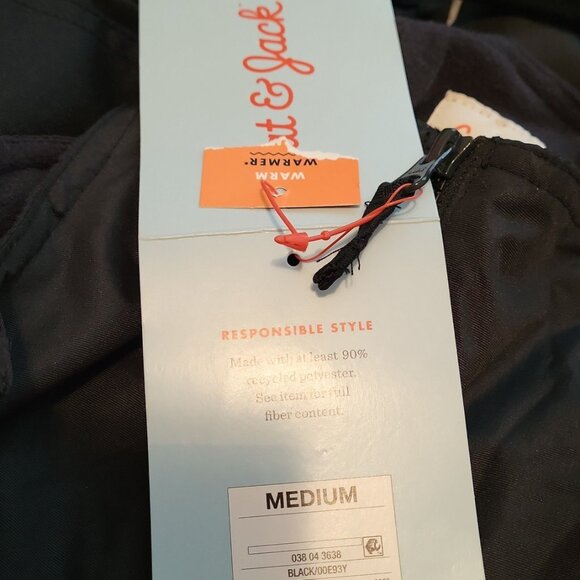 & Jack
WARM
WARMER*
RESPONSIBLE STYLE
Made with at least 90%
recycled polyester.
See item for full
fiber content.
MEDIUM
038 04 3638
BLACK/00E93Y